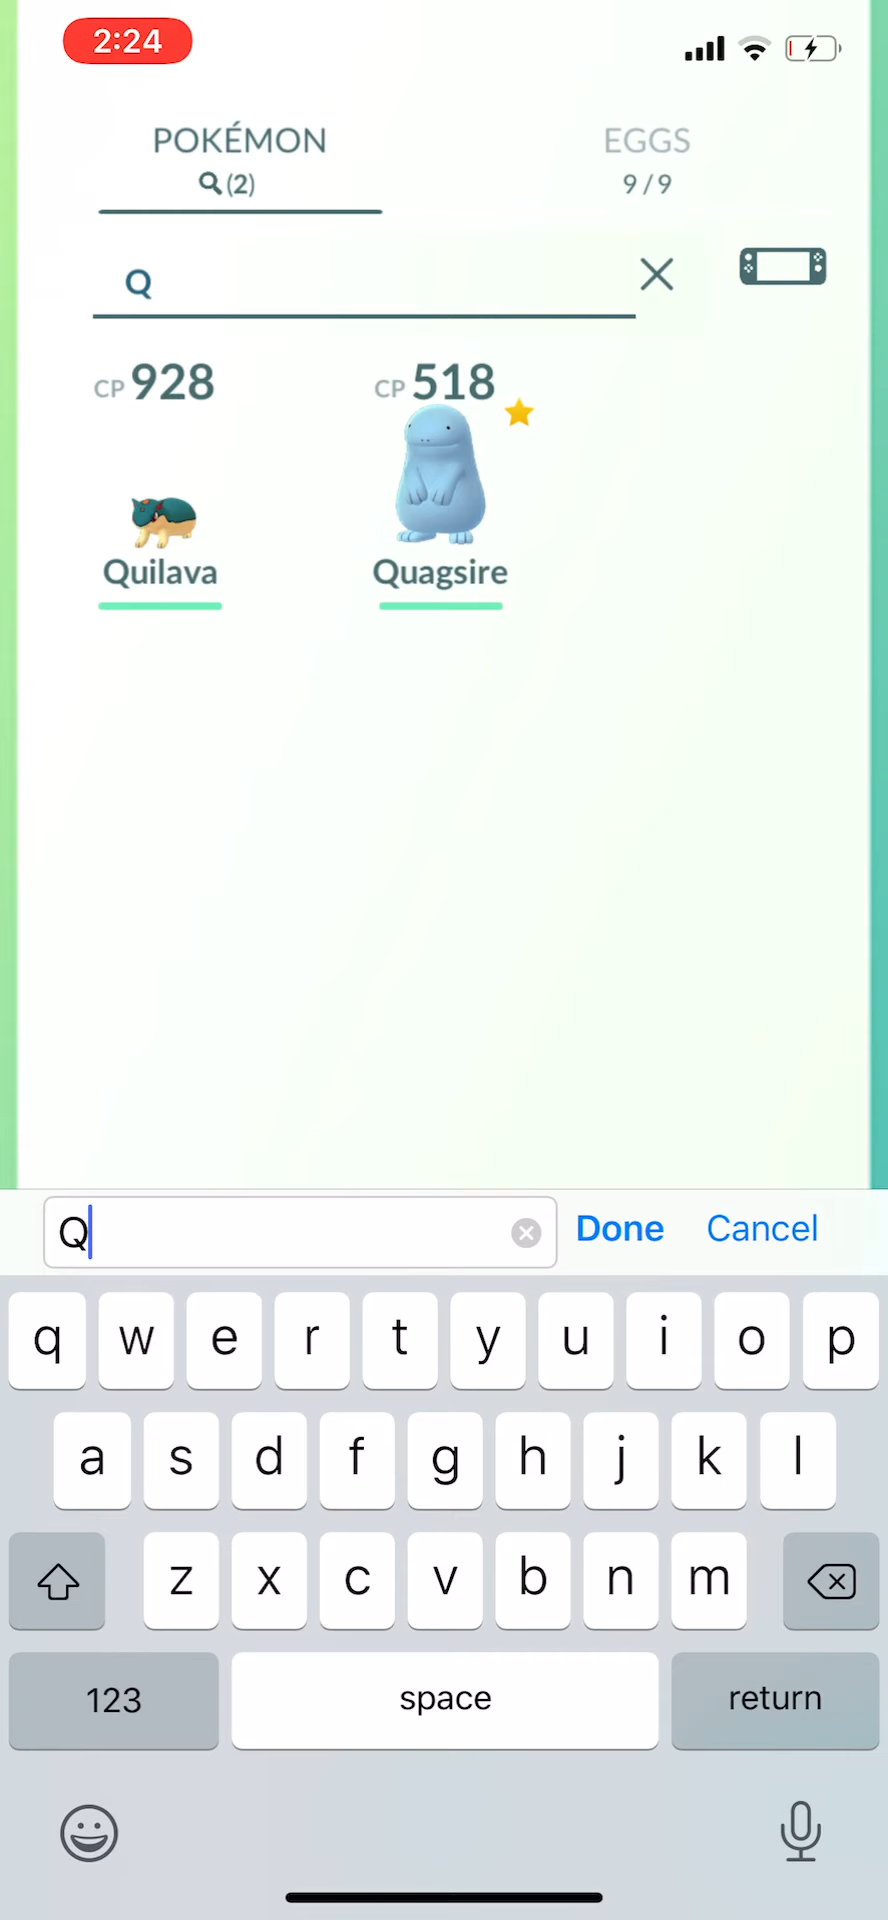 2:24
POKÉMON
(2)
EGGS
9 / 9
Q
CP 928
CP 518
Quilava
Quagsire
Q
Done
Cancel
q w e r t y u i o p
a s d f g h j k l
z x c v b n m
123
space
return